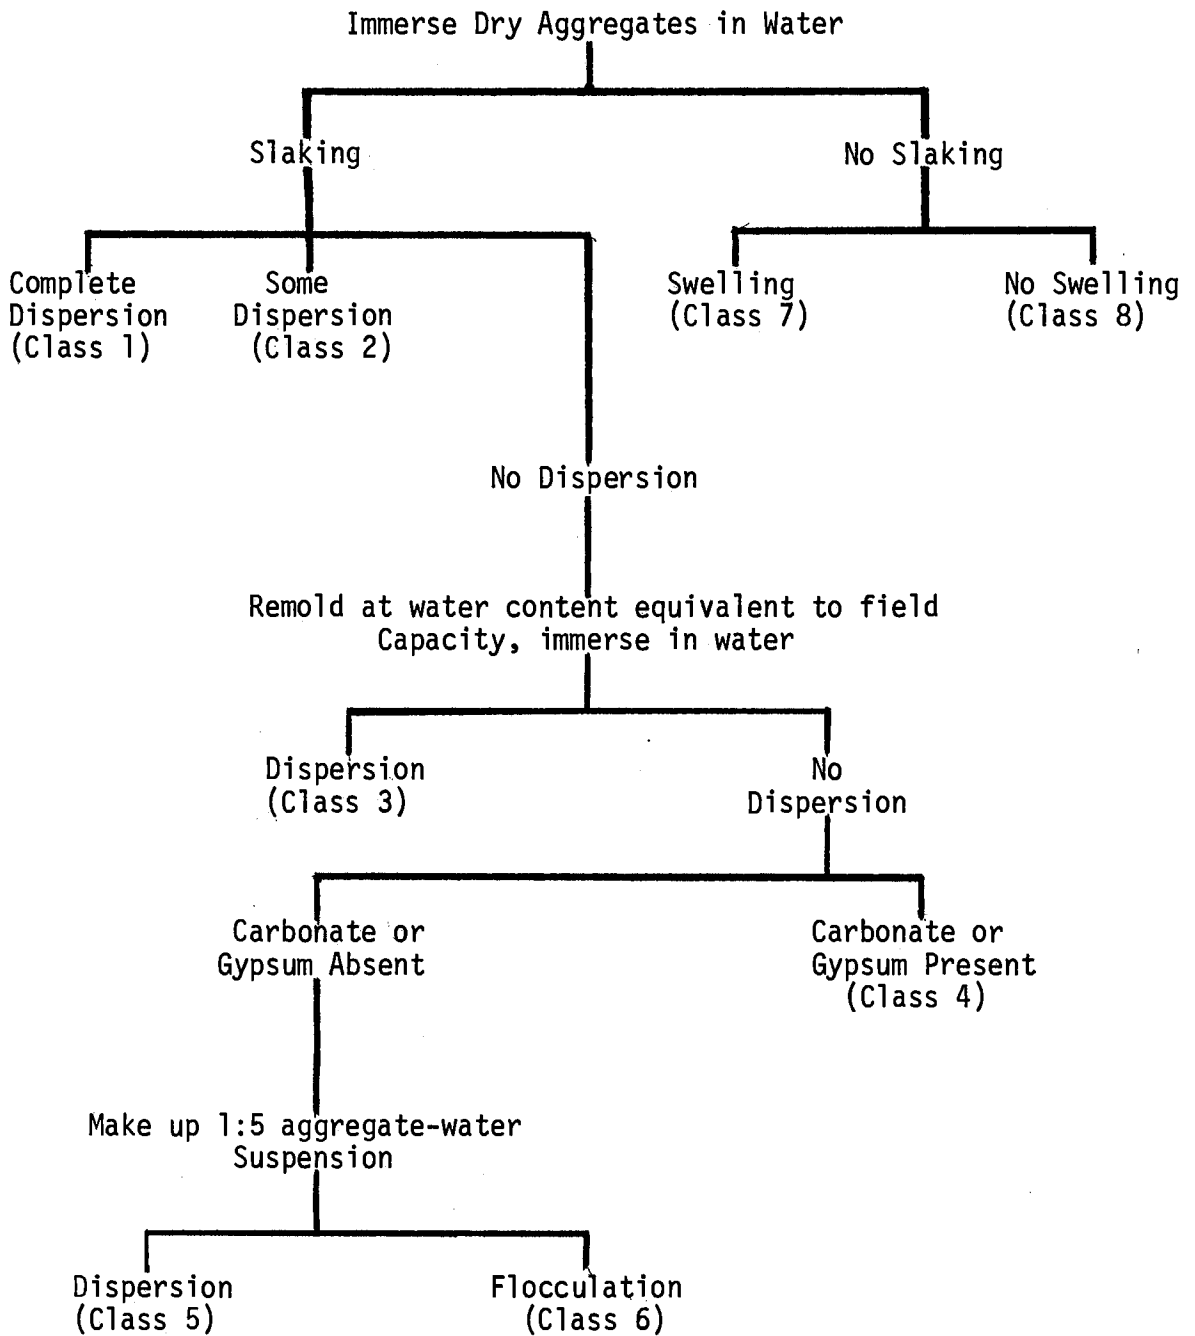 Immerse Dry Aggregates in Water
Slaking
No Slaking
Complete
Dispersion
(Class 1)
Some
Dispersion
(Class 2)
Swelling
(Class 7)
No Swelling
(Class 8)
No Dispersion
Remold at water content equivalent to field
Capacity, immerse in water
Dispersion
(Class 3)
No
Dispersion
Carbonate or
Gypsum Absent
Carbonate or
Gypsum Present
(Class 4)
Make up 1:5 aggregate-water
Suspension
Dispersion
(Class 5)
Flocculation
(Class 6)